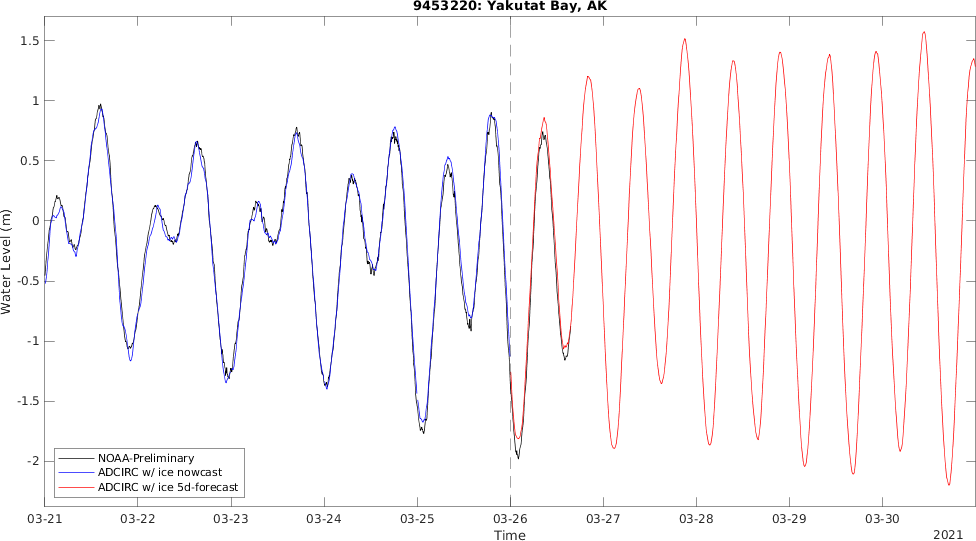 9453220: Yakutat Bay, AK
Water Level (m)
1.5
1
0.5
0
-0.5
-1
-1.5
-2
NOAA-Preliminary
ADCIRC w/ ice nowcast
ADCIRC w/ ice 5d-forecast
03-21 03-22 03-23 03-24 03-25 03-26 03-27 03-28 03-29 03-30
Time
2021